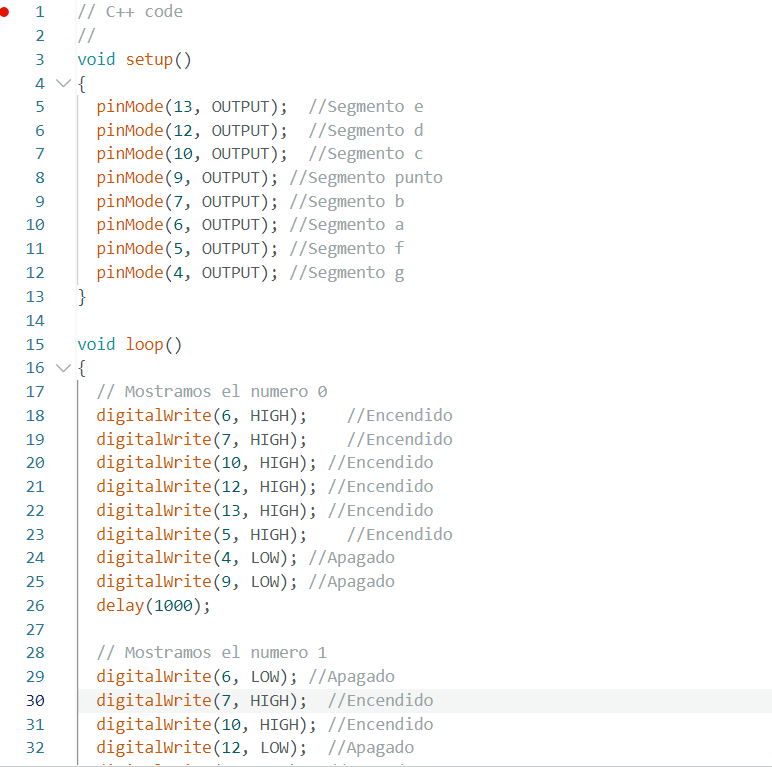 1 // C++ code
2 //
3 void setup()
4 {
5 pinMode(13, OUTPUT); //Segmento e
6 pinMode(12, OUTPUT); //Segmento d
7 pinMode(10, OUTPUT); //Segmento c
8 pinMode(9, OUTPUT); //Segmento punto
9 pinMode(7, OUTPUT); //Segmento b
10 pinMode(6, OUTPUT); //Segmento a
11 pinMode(5, OUTPUT); //Segmento f
12 pinMode(4, OUTPUT); //Segmento g
13 }
14
15 void loop()
16 {
17 // Mostramos el numero 0
18 digitalWrite(6, HIGH); //Encendido
19 digitalWrite(7, HIGH); //Encendido
20 digitalWrite(10, HIGH); //Encendido
21 digitalWrite(12, HIGH); //Encendido
22 digitalWrite(13, HIGH); //Encendido
23 digitalWrite(5, HIGH); //Encendido
24 digitalWrite(4, LOW); //Apagado
25 digitalWrite(9, LOW); //Apagado
26 delay(1000);
27
28 // Mostramos el numero 1
29 digitalWrite(6, LOW); //Apagado
30 digitalWrite(7, HIGH); //Encendido
31 digitalWrite(10, HIGH); //Encendido
32 digitalWrite(12, LOW); //Apagado